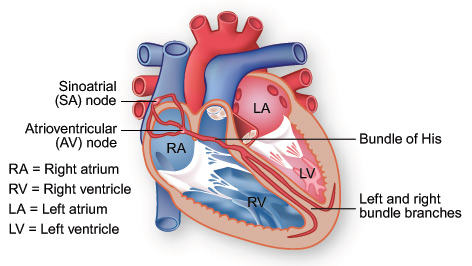 Sinoatrial
(SA) node
Atrioventricular
(AV) node
RA = Right atrium
RV = Right ventricle
LA = Left atrium
LV = Left ventricle
LA
RA
LV
RV
Bundle of His
Left and right
bundle branches